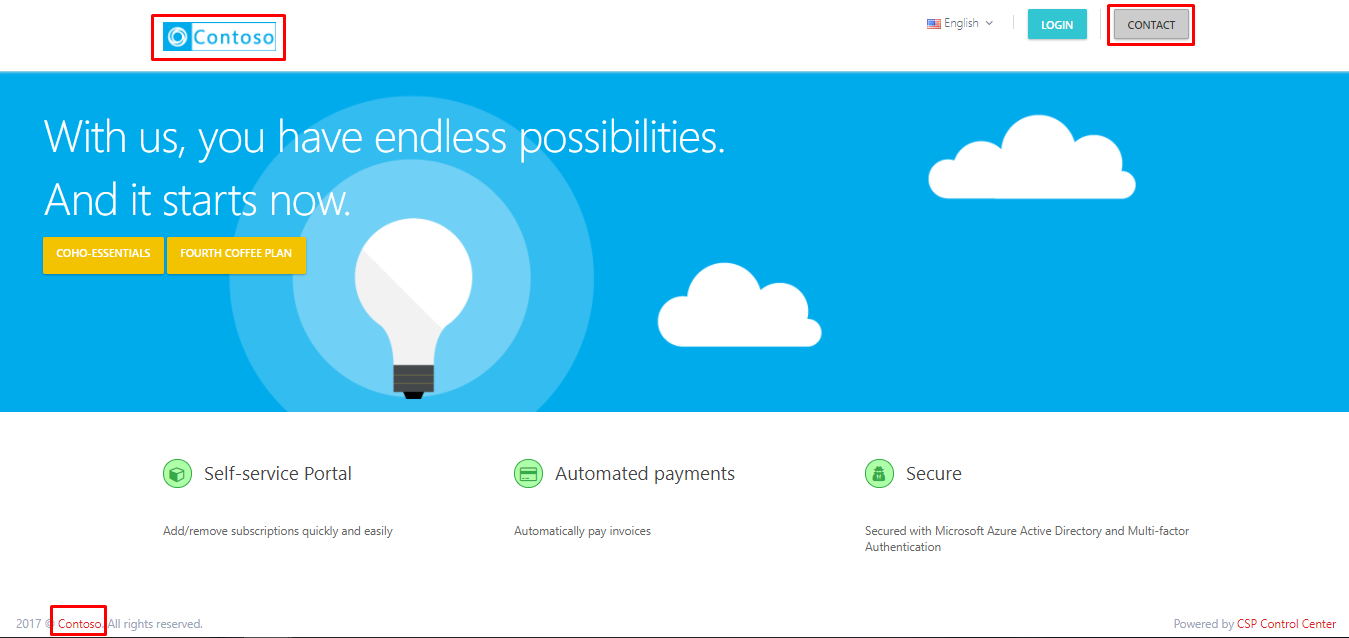 Contoso
English
LOGIN
CONTACT
With us, you have endless possibilities.
And it starts now.
COHO-ESSENTIALS
FOURTH COFFEE PLAN
Self-service Portal
Automated payments
Secure
Add/remove subscriptions quickly and easily
Automatically pay invoices
Secured with Microsoft Azure Active Directory and Multi-factor
Authentication
2017 © Contoso. All rights reserved.
Powered by CSP Control Center